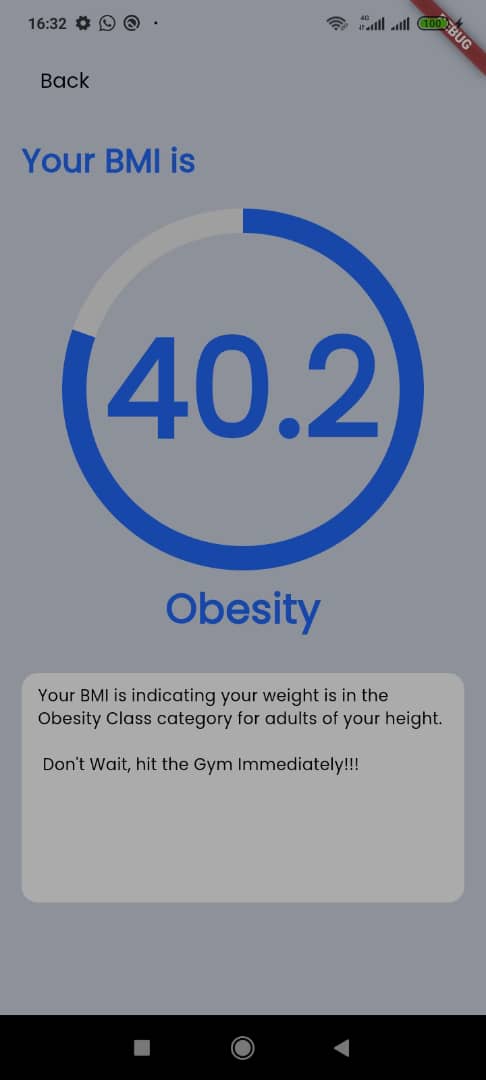 16:32
4G
100
DEBUG
Back
Your BMI is
40.2
Obesity
Your BMI is indicating your weight is in the
Obesity Class category for adults of your height.
Don't Wait, hit the Gym Immediately!!!